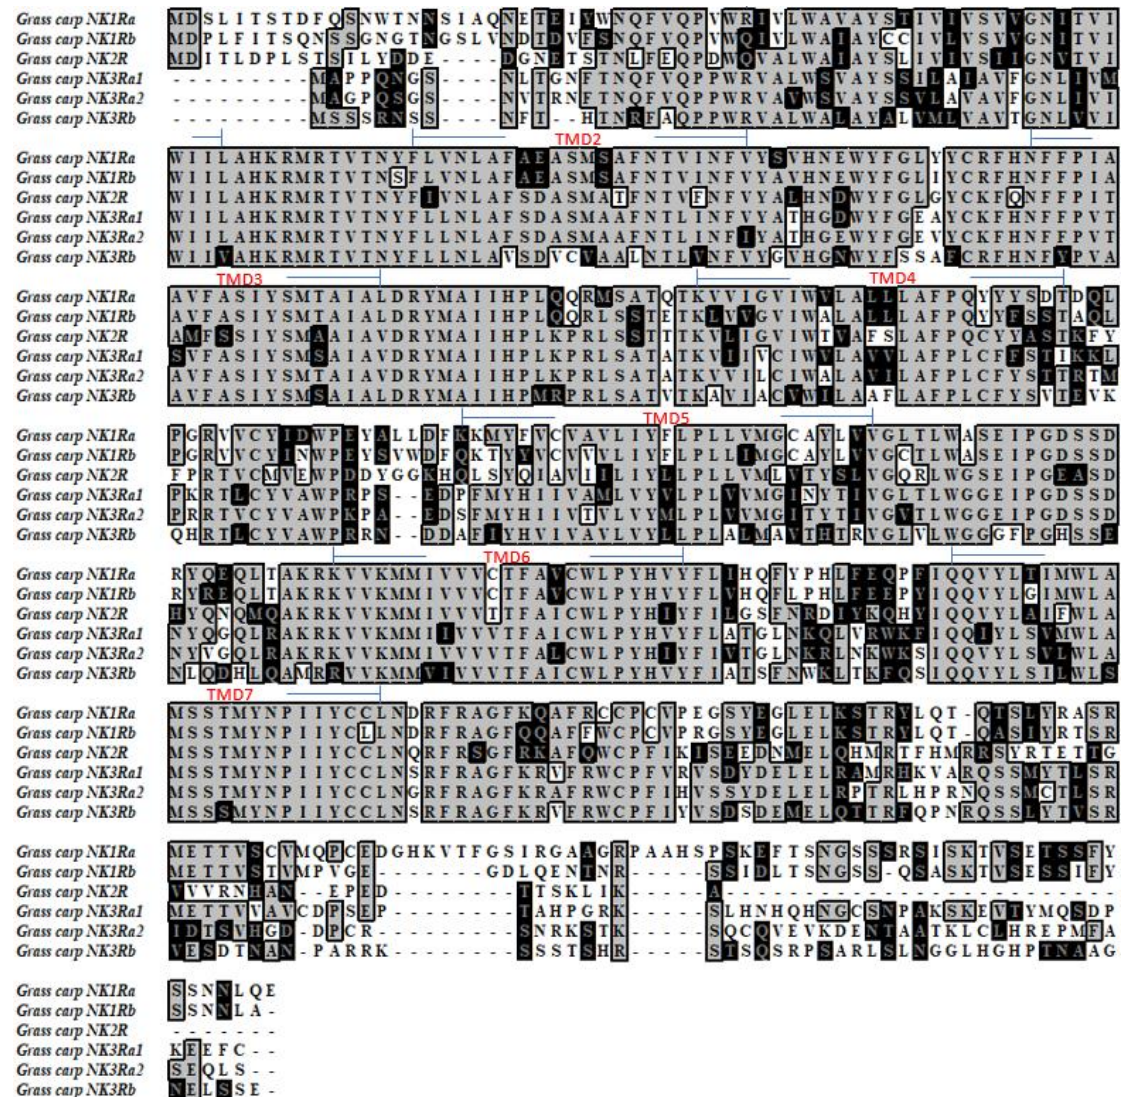 Grass carp NK1Ra MDSLITSTDFQSNWTNNSIAQNETEIYWNQFVQPVWRIVLWAVAYSTIVIVSVVGNITVI
Grass carp NK1Rb MDPLFITSQNSSGNGTNGSLVNDTDVFSNQFVQPVWQIVLWAIAYCCIVLVSVVGNITVI
Grass carp NK2R MDITLDPLSTSILYDDE----DGNETSTNLFEQPDWQVALWATAYSLIVIVSIIGNVTVI
Grass carp NK3Ra1 ---------MAPPQNGS----NLTGNFTNQFVQPPWRVALWSVAYSSILAIAVFGNLIVM
Grass carp NK3Ra2 ---------MAGPQSGS----NVTRNFTNQFVQPPWRVAVWSVAYSSVLAVAVFGNLIVI
Grass carp NK3Rb ---------MSSSRNSS----NFT--HTNRFAQPPWRVALWALAYALVMLVAVTGNLVVI
TMD2
Grass carp NK1Ra WIILAHKRMRTVTNYFLVNLAFAEASMSAFNTVINFVYSVHNEWYFGLYYCRFHNFFPIA
Grass carp NK1Rb WIILAHKRMRTVTNSFLVNLAFAEASMSAFNTVINFVYAVHNEWYFGLIYCRFHNFFPIA
Grass carp NK2R WIILAHKRMRTVTNYFIVNLAFSDASMATFNTVFNFVYALHNDWYFGLGYCRFQNFFPIT
Grass carp NK3Ra1 WIILAHKRMRTVTNYFLLNLAFSDASMAAFNTLINFVYATHGDWYFGEAYCKFHNFFPVT
Grass carp NK3Ra2 WIILAHKRMRTVTNYFLLNLAFSDASMAAFNTLINFIYATHGEWYFGEVYCKFHNFFPVT
Grass carp NK3Rb WIIVAHKRMRTVTNYFLLNLAVSDVCVAALNTLVNFVYGVHGNWYFSSAFCRFHNFYPVA
TMD3 TMD4
Grass carp NK1Ra AVFASIYSMTAIALDRYMAIIHPLQQRMSATQTKVVIGVIWVLALLLAFPQYYYSDTDQL
Grass carp NK1Rb AVFASIYSMTAIALDRYMAIIHPLQQRLSSTETKLVVGVIWALALLLAFPQYYFSSTAQL
Grass carp NK2R AMFSSIYSMAAIAVDRYMAIIHPLKPRLSSTTTKVLIGVIWTVAFSLAFPQCYYASTKFY
Grass carp NK3Ra1 SVFASIYSMSAIAVDRYMAIIHPLKPRLSATATKVIIVCIWVLAVVLAFPLCFFSTIKKL
Grass carp NK3Ra2 AVFASIYSMTAIAVDRYMAIIHPLKPRLSATATKVVILCIWALAVILAFPLCFYSTTRTM
Grass carp NK3Rb AVFASIYSMSAIALDRYMAIIHPMRPRLSATVTKAVIACVWILAAFLAFPLCFYSVTEVK
TMD5
Grass carp NK1Ra PGRVVCYIDWPEYALLDFKKMYFVCVAVLIYFLPLLVMGCAYLVVGLTLWASEIPGDSSD
Grass carp NK1Rb PGRVVCYINWPEYSVWDFQKTYYVCVVVLIYFLPLLIMGCAYLVVGCTLWASEIPGDSSD
Grass carp NK2R FPRTVCMVEWPDDYGGKHQLSYQIAVIILIYLLPLLVMLVTYSLVGQRLWGSEIPGEASD
Grass carp NK3Ra1 PKRTLCYVAWPRPS--EDPFMYHIIVAMLVYVLPLVVMGINYTIVGLTLWGGEIPGDSSD
Grass carp NK3Ra2 PRRTVCYVAWPKPA--EDSFMYHIIVTVLVYMLPLVVMGITYTIVGVTLWGGEIPGDSSD
Grass carp NK3Rb QHRTLCYVAWPRRN--DDAFIYHVIVAVLVYLLPLALMAVTHTRVGLVLWGGGFPGHSSE
TMD6
Grass carp NK1Ra RYQEQLTAKRKVVKMMIVVVCTFAVCWLPYHVYFLIHQFYPHLFEQPFIQQVYLTIMWLA
Grass carp NK1Rb RYREQLTAKRKVVKMMIVVVCTFAVCWLPYHVYFLVHQFLPHLFEEPYIQQVYLGIMWLA
Grass carp NK2R HYQNQMQAKRKVVKMMIVVVTTFAICWLPYHIYFILGSFNRDIYKQHYIQQVYLAIFWLA
Grass carp NK3Ra1 NYQGQLRAKRKVVKMMIIVVVTFAICWLPYHVYFLATGLNKQLVRWKFIQQIYLSVMWLA
Grass carp NK3Ra2 NYVGQLRAKRKVVKMMIVVVVTFALCWLPYHIYFIVTGLNKRLNKWKSIQQVYLSVLWLA
Grass carp NK3Rb NLQDHLQAMRRVVKMMVIVVVTFAICWLPYHVYFIATSFNWKLTKFQSIQQVYLSILWLS
TMD7
Grass carp NK1Ra MSSTMYNPIIYCCLNDRFRAGFKQAFRCCPCVPEGSYEGLELKSTRYLQT-QTSLYRASR
Grass carp NK1Rb MSSTMYNPIIYCLLNDRFRAGFQQAFFWCPCVPRGSYEGLELKSTRYLQT-QASIYRTSR
Grass carp NK2R MSSTMYNPIIYCCLNQRFRSGFRKAFQWCPFIKISEEDNMELQHMRTFHMRRSYRTETTG
Grass carp NK3Ra1 MSSTMYNPIIYCCLNSRFRAGFKRVFRWCPFVRVSDYDELELRAMRHKVARQSSMYTLSR
Grass carp NK3Ra2 MSSTMYNPIIYCCLNGRFRAGFKRAFRWCPFIHVSSYDELELRPTRLHPRNQSSMCTLSR
Grass carp NK3Rb MSSSMYNPIIYCCLNSRFRAGFKRVFRWCPFIYVSDSDEMELQTTRFQPNRQSSLYTVSR
Grass carp NK1Ra METTVSCVMQPCEDGHKVTFGSIRGAAGRPAAHSPSKEFTSNGSSSRSISKTVSETSSFY
Grass carp NK1Rb METTVSTVMPVGE--------GDLQENTNR-----SSIDLTSNGSS-QSASKTVSESSIFY
Grass carp NK2R VVVRNHAN--EPED--------TTSKLIK-----A-------------------------
Grass carp NK3Ra1 METTVVAVCDPSEP--------TAHPGRK-----SLHNHQHNGCSNPAKSKEVTYMQSDP
Grass carp NK3Ra2 IDTSVHGD-DPCR---------SNRKSTK-----SQCQVEVKDENTAATKLCLHREPMFA
Grass carp NK3Rb VESDTNAN-PARRK--------SSSTSHR-----STSQSRPSARLSLNGGLHGHPTNAAG
Grass carp NK1Ra SSNNLQE
Grass carp NK1Rb SSNNLA-
Grass carp NK2R -------
Grass carp NK3Ra1 KEEFC--
Grass carp NK3Ra2 SEQLS--
Grass carp NK3Rb NELSSE-